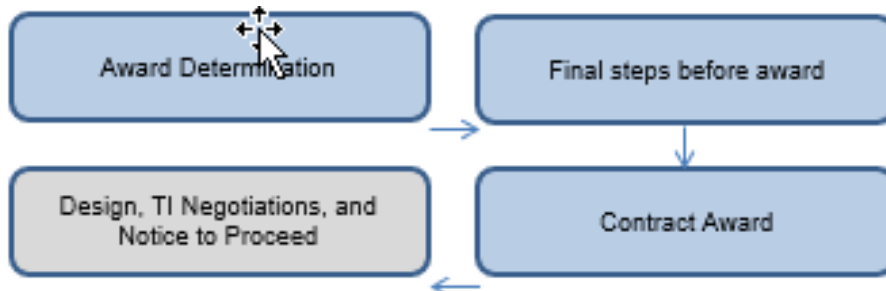 Award Determination
Final steps before award
Design, TI Negotiations, and
Notice to Proceed
Contract Award